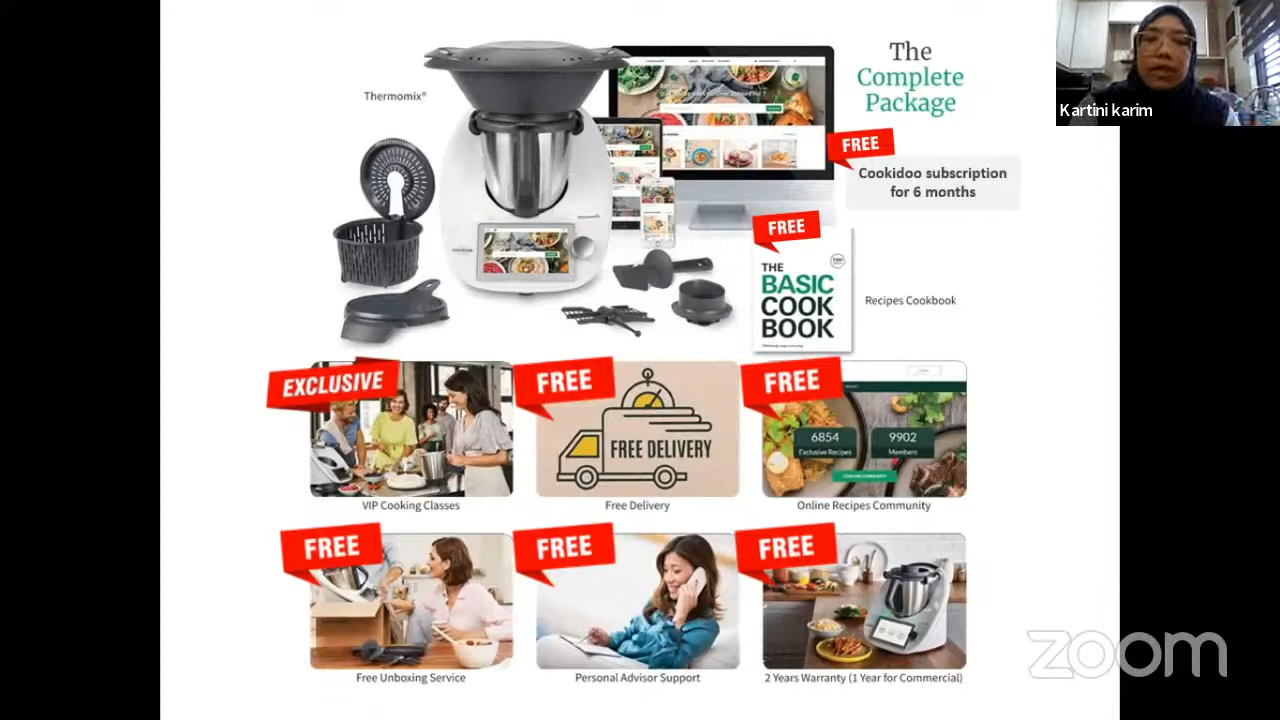 The
Complete
Package
Thermomix®
FREE
Cookidoo subscription
for 6 months
FREE
THE
BASIC
COOK
BOOK
Recipes Cookbook
EXCLUSIVE
VIP Cooking Classes
FREE
FREE DELIVERY
Free Delivery
FREE
6854
Exclusive Recipes
9902
Members
Online Recipes Community
FREE
Free Unboxing Service
FREE
Personal Advisor Support
FREE
2 Years Warranty (1 Year for Commercial)
Kartini karim
zoom